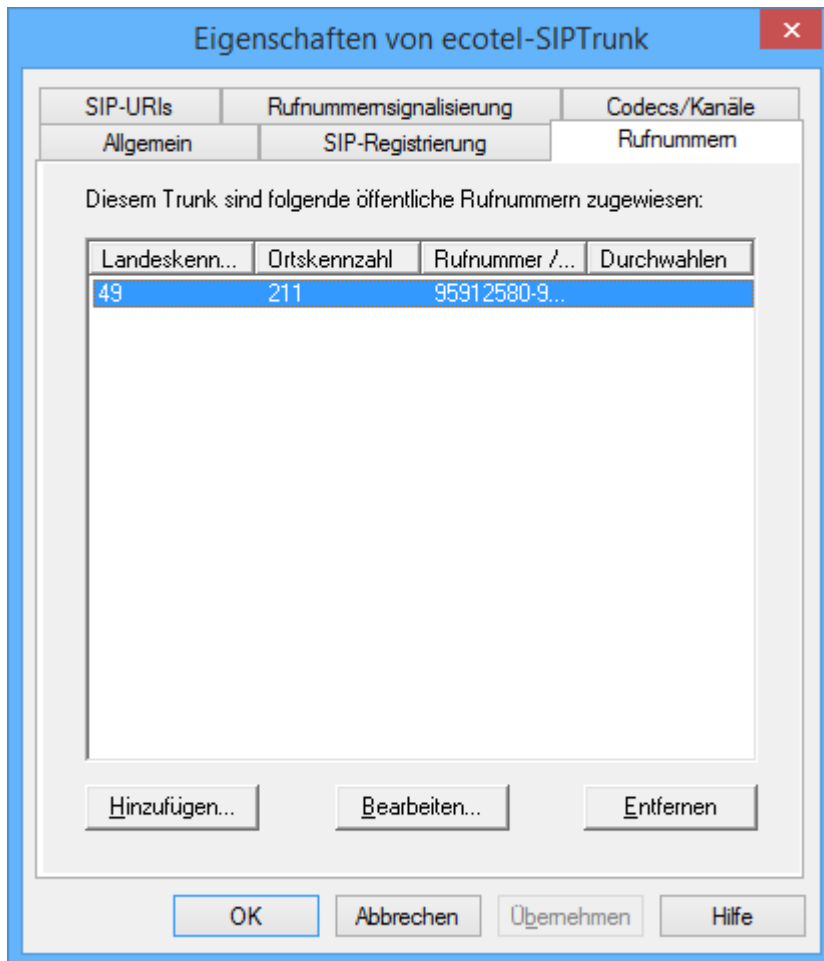 Eigenschaften von ecotel-SIPTrunk
SIP-URIs Rufnummernsignalisierung Codecs/Kanäle
Allgemein SIP-Registrierung Rufnummern
Diesem Trunk sind folgende öffentliche Rufnummern zugewiesen:
Landeskenn... Ortskennzahl Rufnummer /... Durchwahlen
49 211 95912580-9...
Hinzufügen... Bearbeiten... Entfernen
OK Abbrechen Übernehmen Hilfe